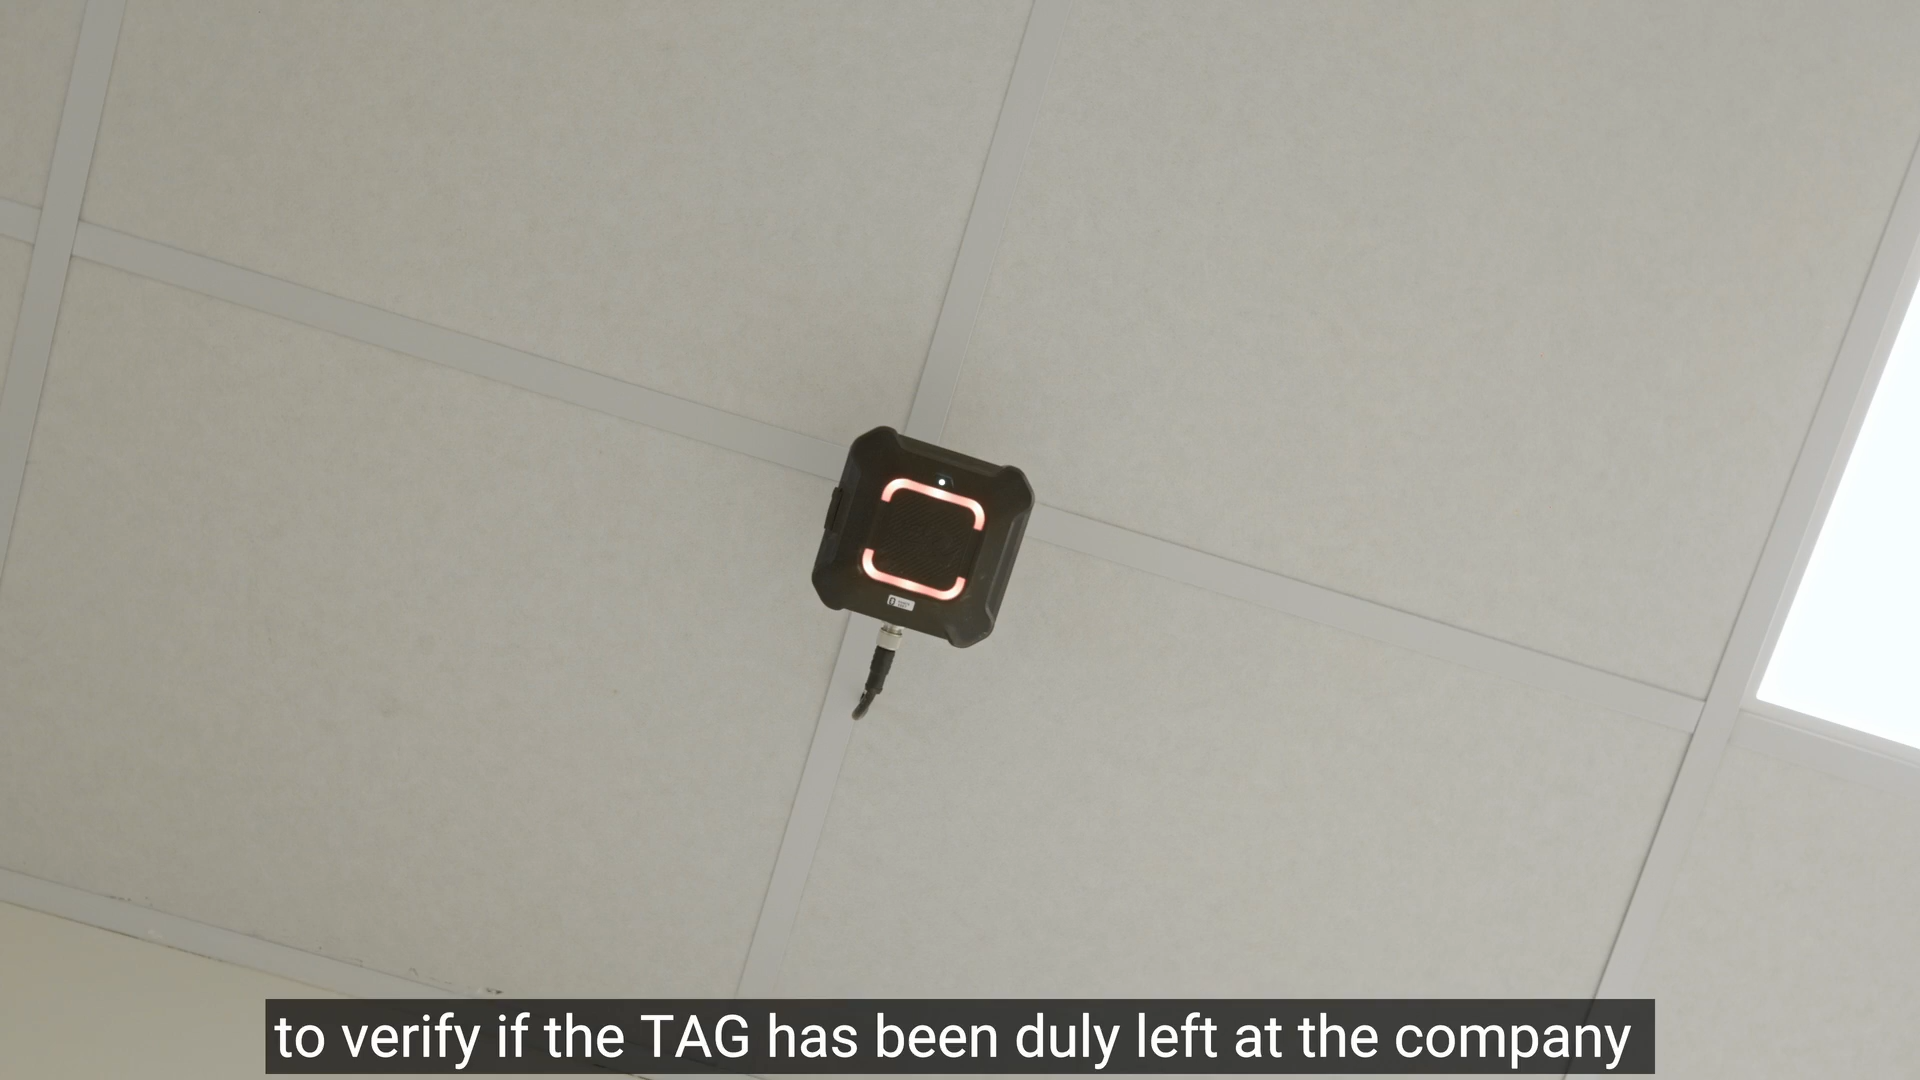 to verify if the TAG has been duly left at the company